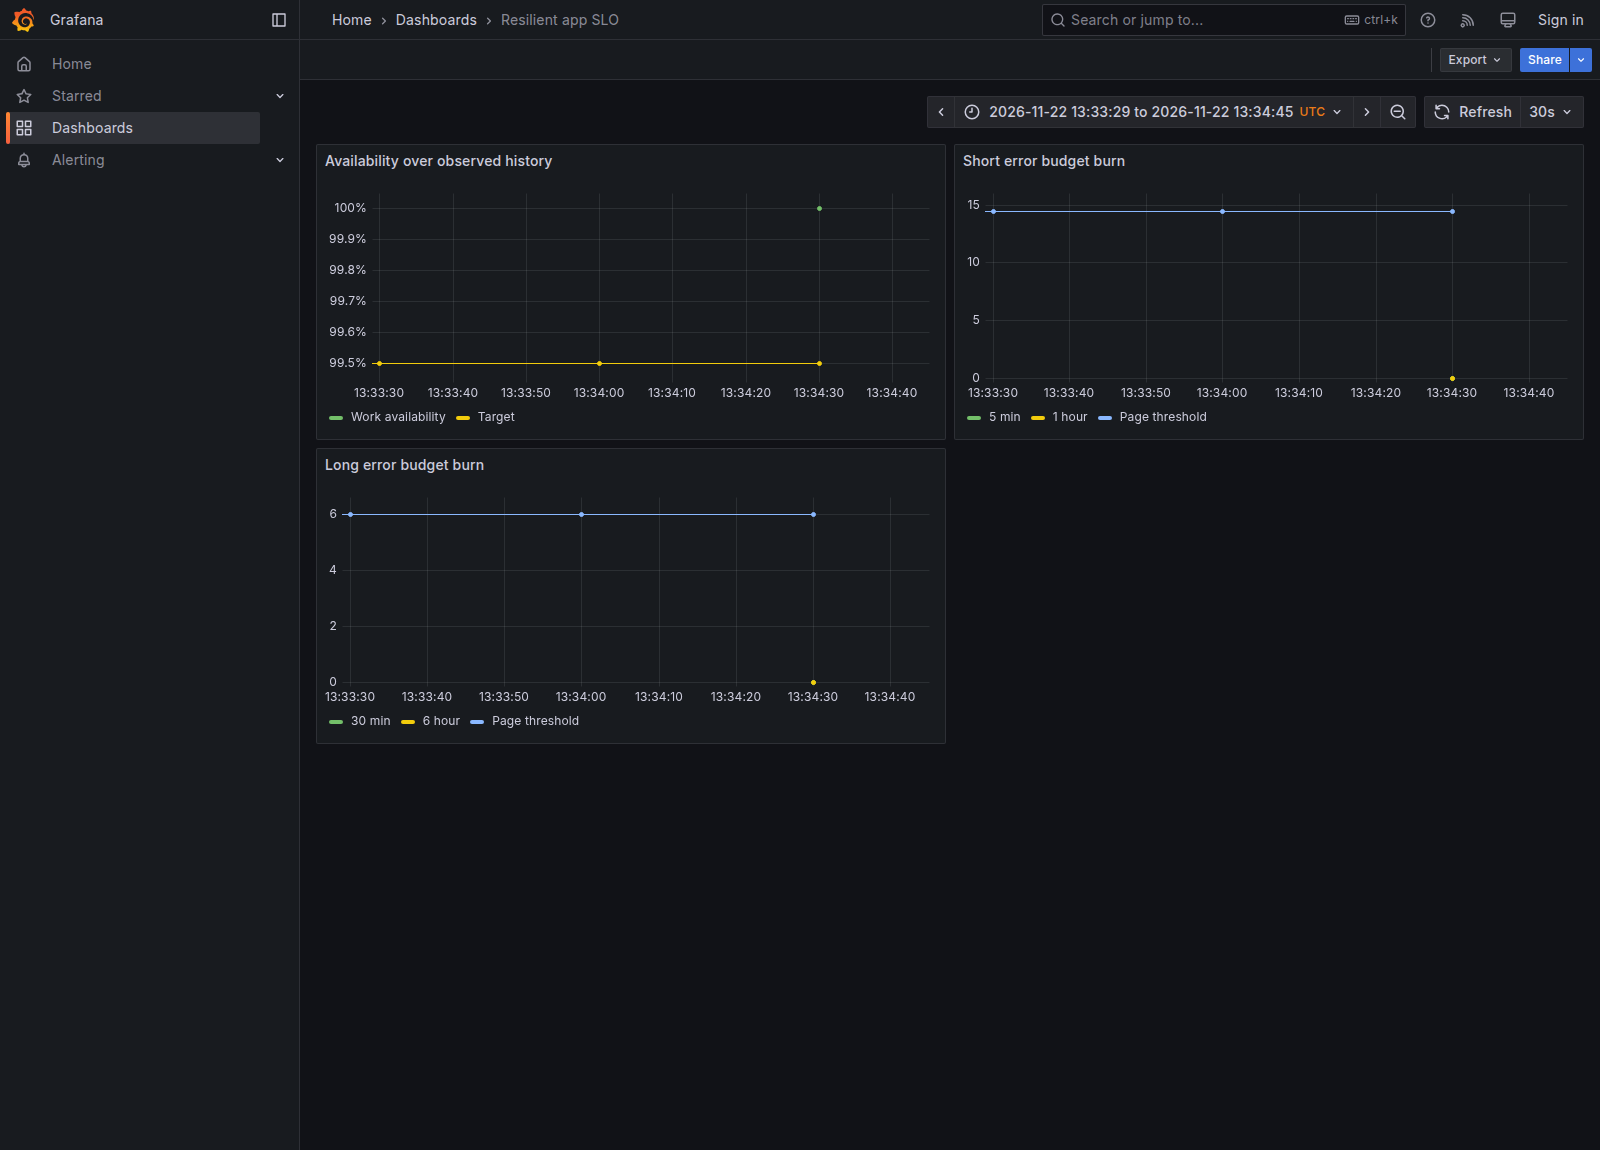 Grafana
Home › Dashboards › Resilient app SLO
Search or jump to...
ctrl+k
Sign in
Home
Starred
Dashboards
Alerting
Export
Share
2026-11-22 13:33:29 to 2026-11-22 13:34:45 UTC
Refresh
30s
Availability over observed history
100%
99.9%
99.8%
99.7%
99.6%
99.5%
13:33:30 13:33:40 13:33:50 13:34:00 13:34:10 13:34:20 13:34:30 13:34:40
Work availability Target
Short error budget burn
15
10
5
0
13:33:30 13:33:40 13:33:50 13:34:00 13:34:10 13:34:20 13:34:30 13:34:40
5 min 1 hour Page threshold
Long error budget burn
6
4
2
0
13:33:30 13:33:40 13:33:50 13:34:00 13:34:10 13:34:20 13:34:30 13:34:40
30 min 6 hour Page threshold